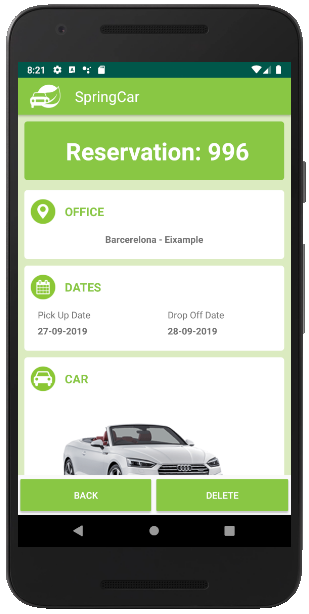 8:21
SpringCar
Reservation: 996
OFFICE
Barcerelona - Eixample
DATES
Pick Up Date Drop Off Date
27-09-2019 28-09-2019
CAR
BACK DELETE